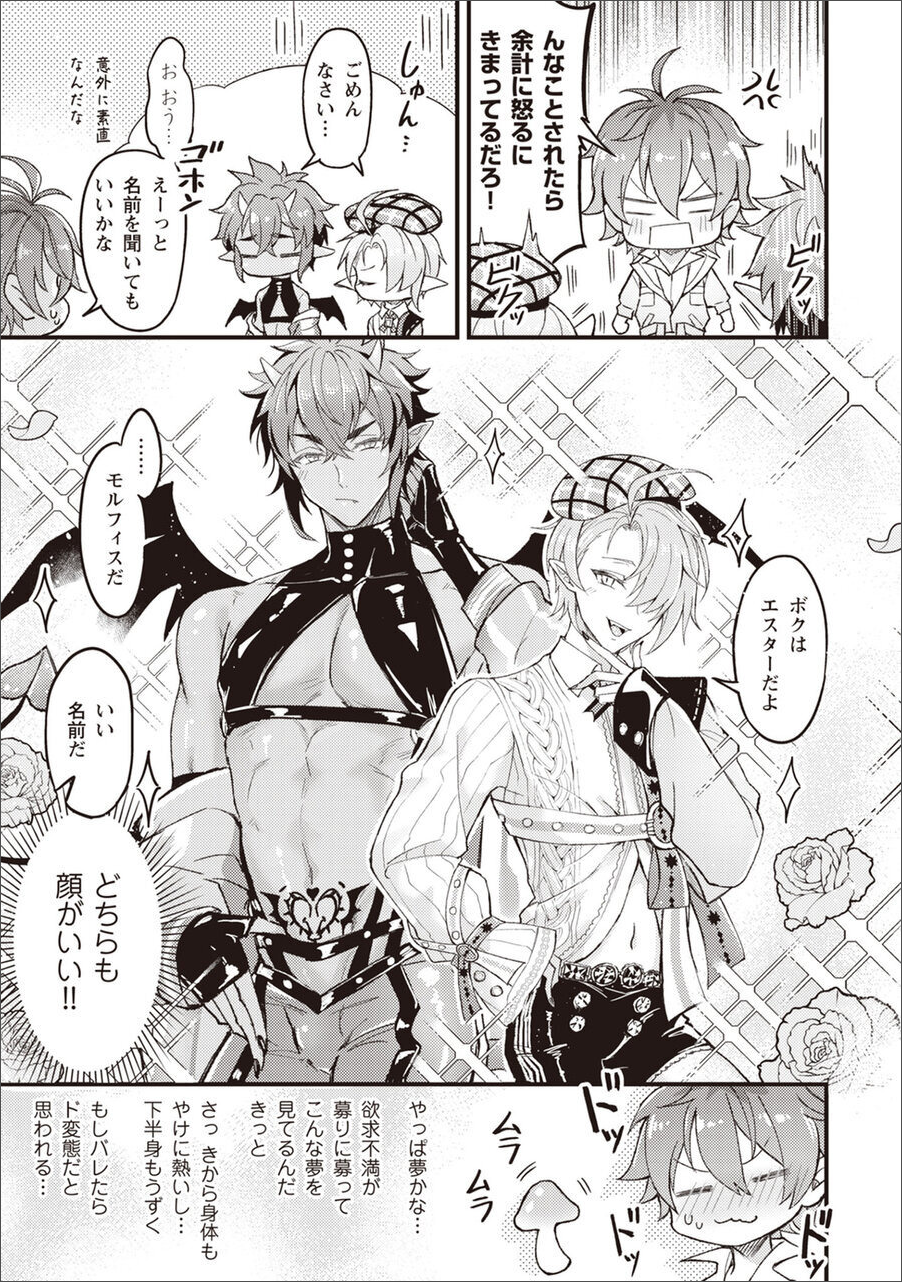 んなことされたら
余計に怒るに
きまってるだろ!
ビクッ
ビクッ
しゅん…
ごめん
なさい…
お おう…
意外に素直
なんだな
ゴホン
えーっと
名前を聞いても
いいかな
ボクは
エスターだよ
……
モルフィスだ
いい
名前だ
どちらも
顔がいい!!
ドッ
ドッ
ムラ
ムラ
やっぱ夢かな…
欲求不満が
募りに募って
こんな夢を
見てるんだ
きっと
さっきから身体も
やけに熱いし…
下半身もうずく
もしバレたら
ド変態だと
思われる…